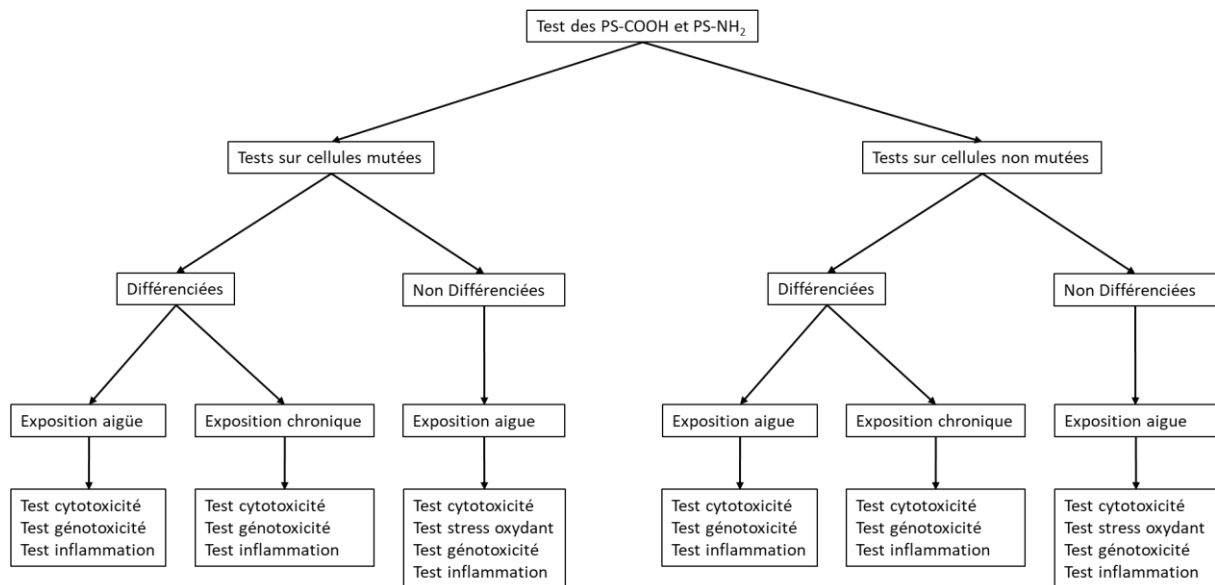 Test des PS-COOH et PS-NH₂
Tests sur cellules mutées
Tests sur cellules non mutées
Différenciées
Non Différenciées
Différenciées
Non Différenciées
Exposition aigüe
Exposition chronique
Exposition aigue
Exposition aigue
Exposition chronique
Exposition aigue
Test cytotoxicité
Test génotoxicité
Test inflammation
Test cytotoxicité
Test génotoxicité
Test inflammation
Test cytotoxicité
Test stress oxydant
Test génotoxicité
Test inflammation
Test cytotoxicité
Test génotoxicité
Test inflammation
Test cytotoxicité
Test génotoxicité
Test inflammation
Test cytotoxicité
Test stress oxydant
Test génotoxicité
Test inflammation